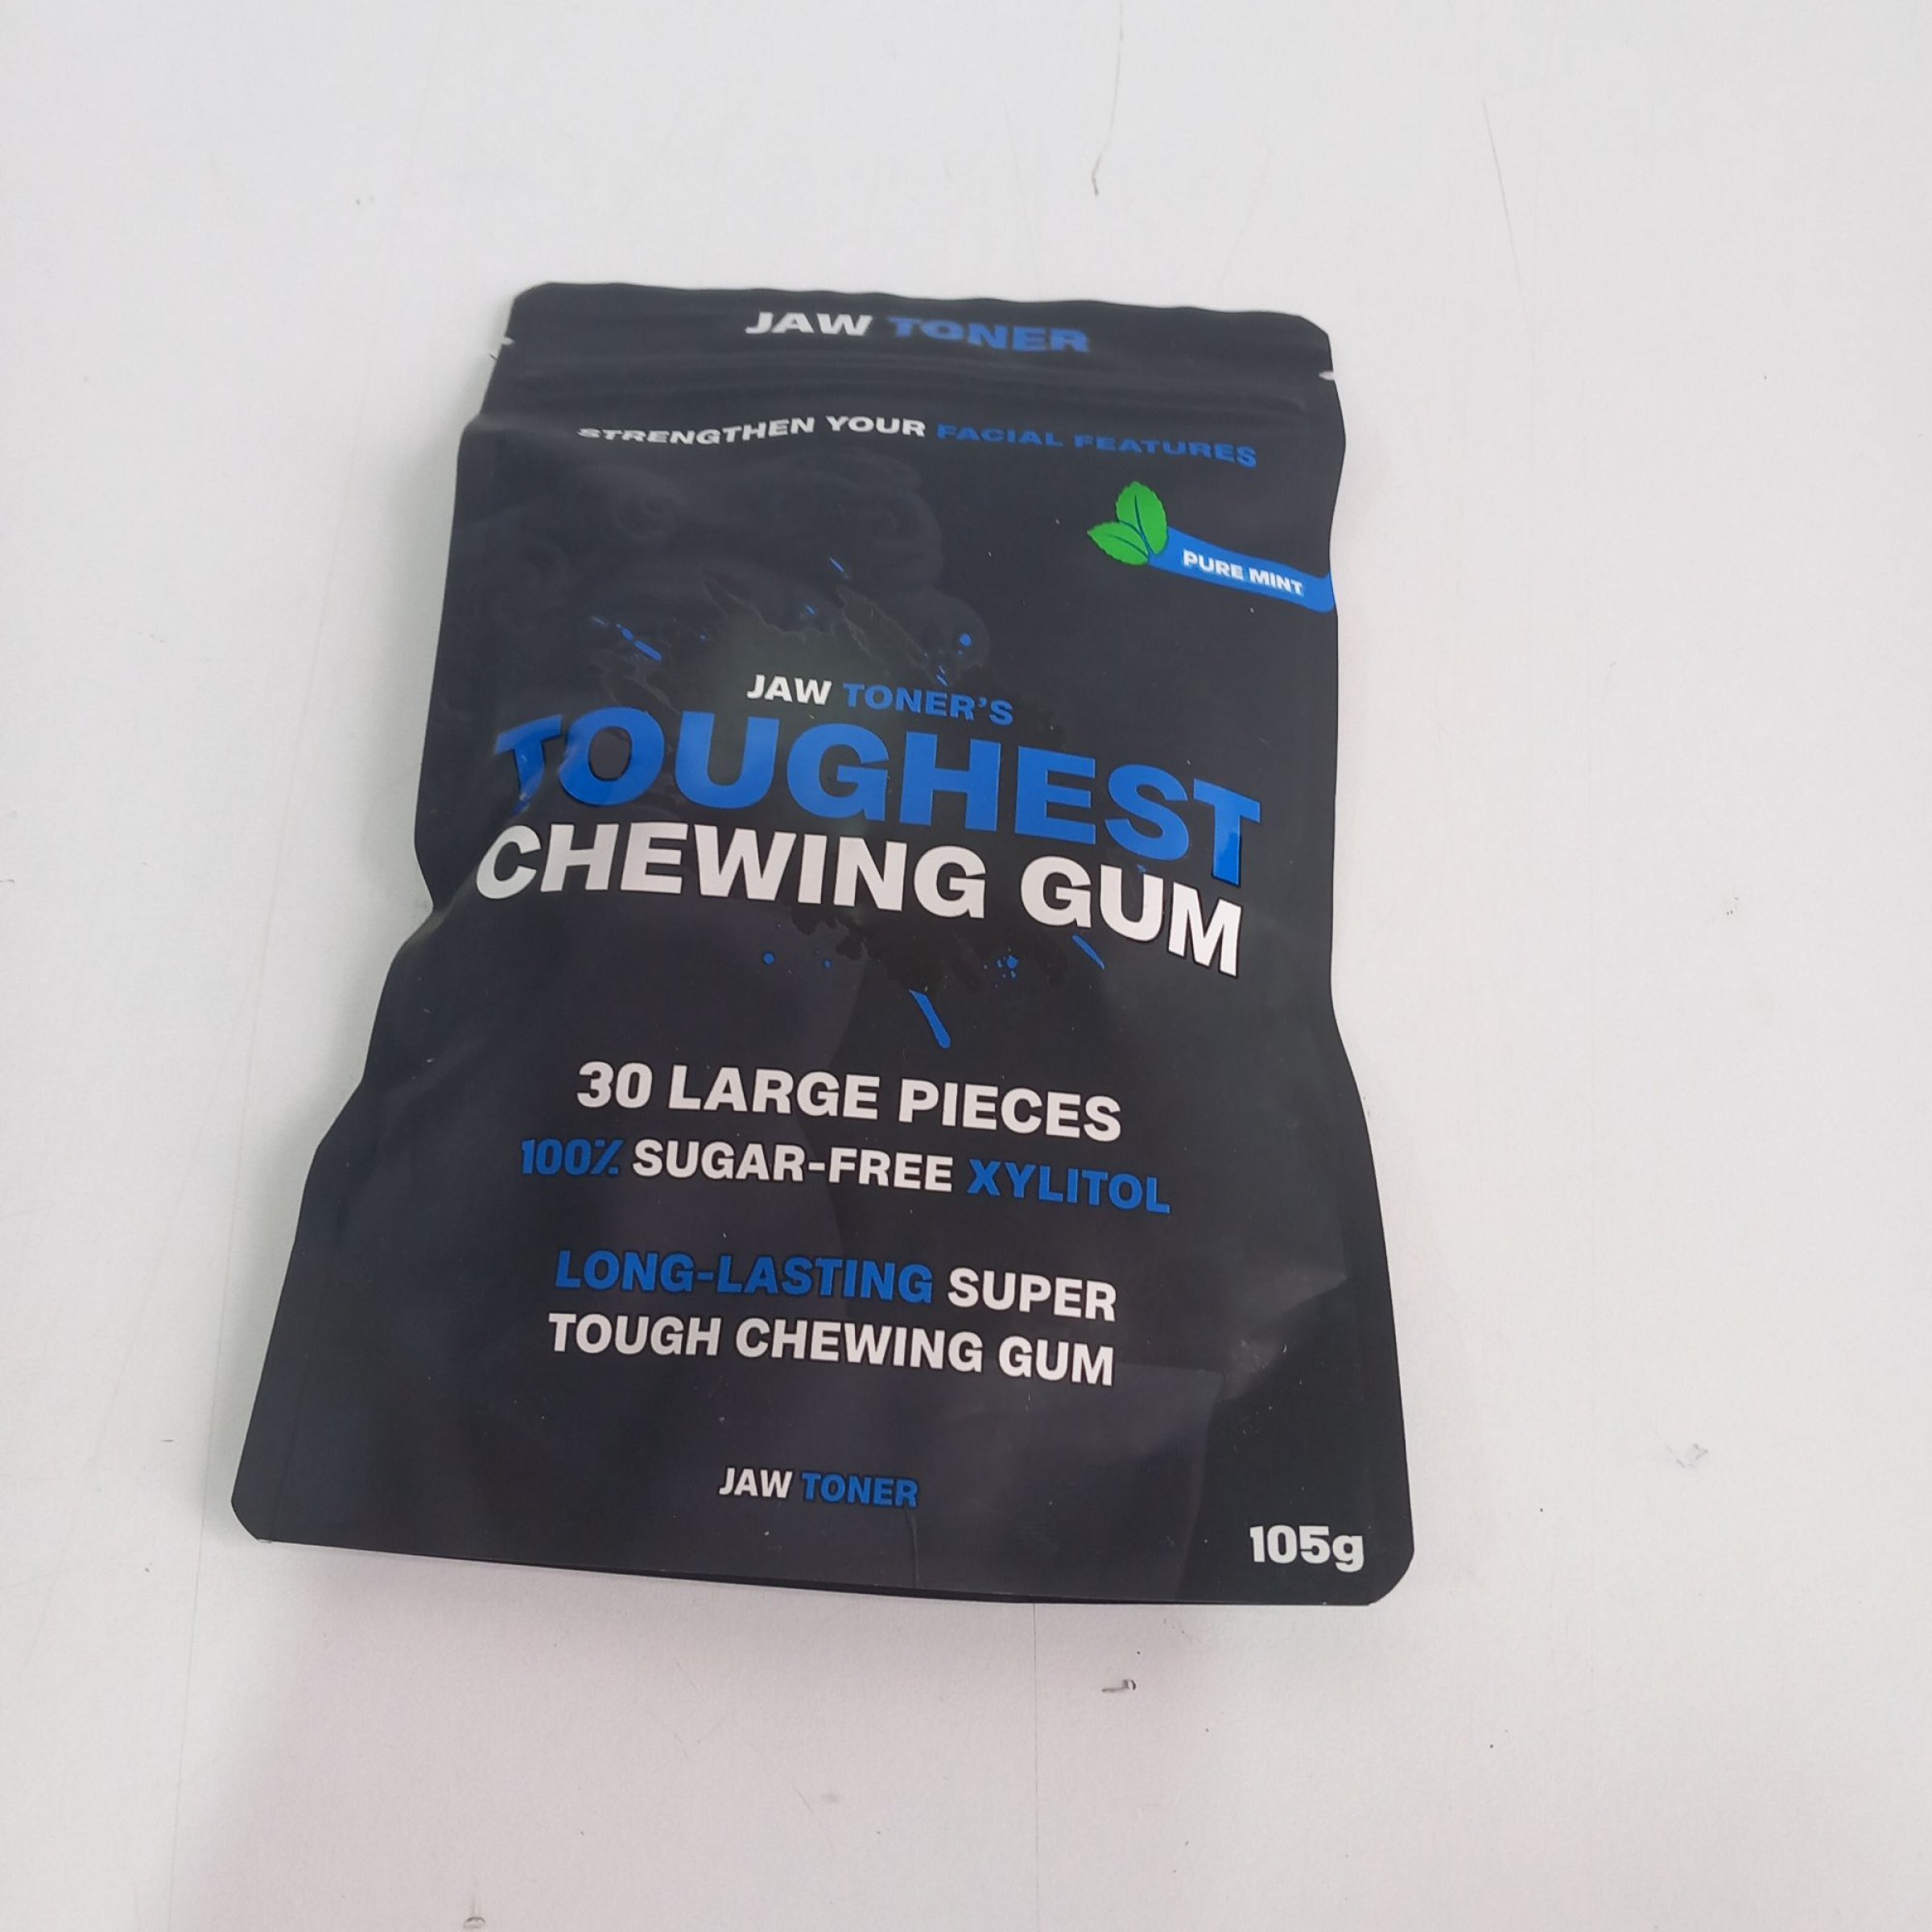 JAW TONER
STRENGTHEN YOUR FACIAL FEATURES
PURE MINT
JAW TONER'S
TOUGHEST
CHEWING GUM
30 LARGE PIECES
100% SUGAR-FREE XYLITOL
LONG-LASTING SUPER
TOUGH CHEWING GUM
JAW TONER
105g